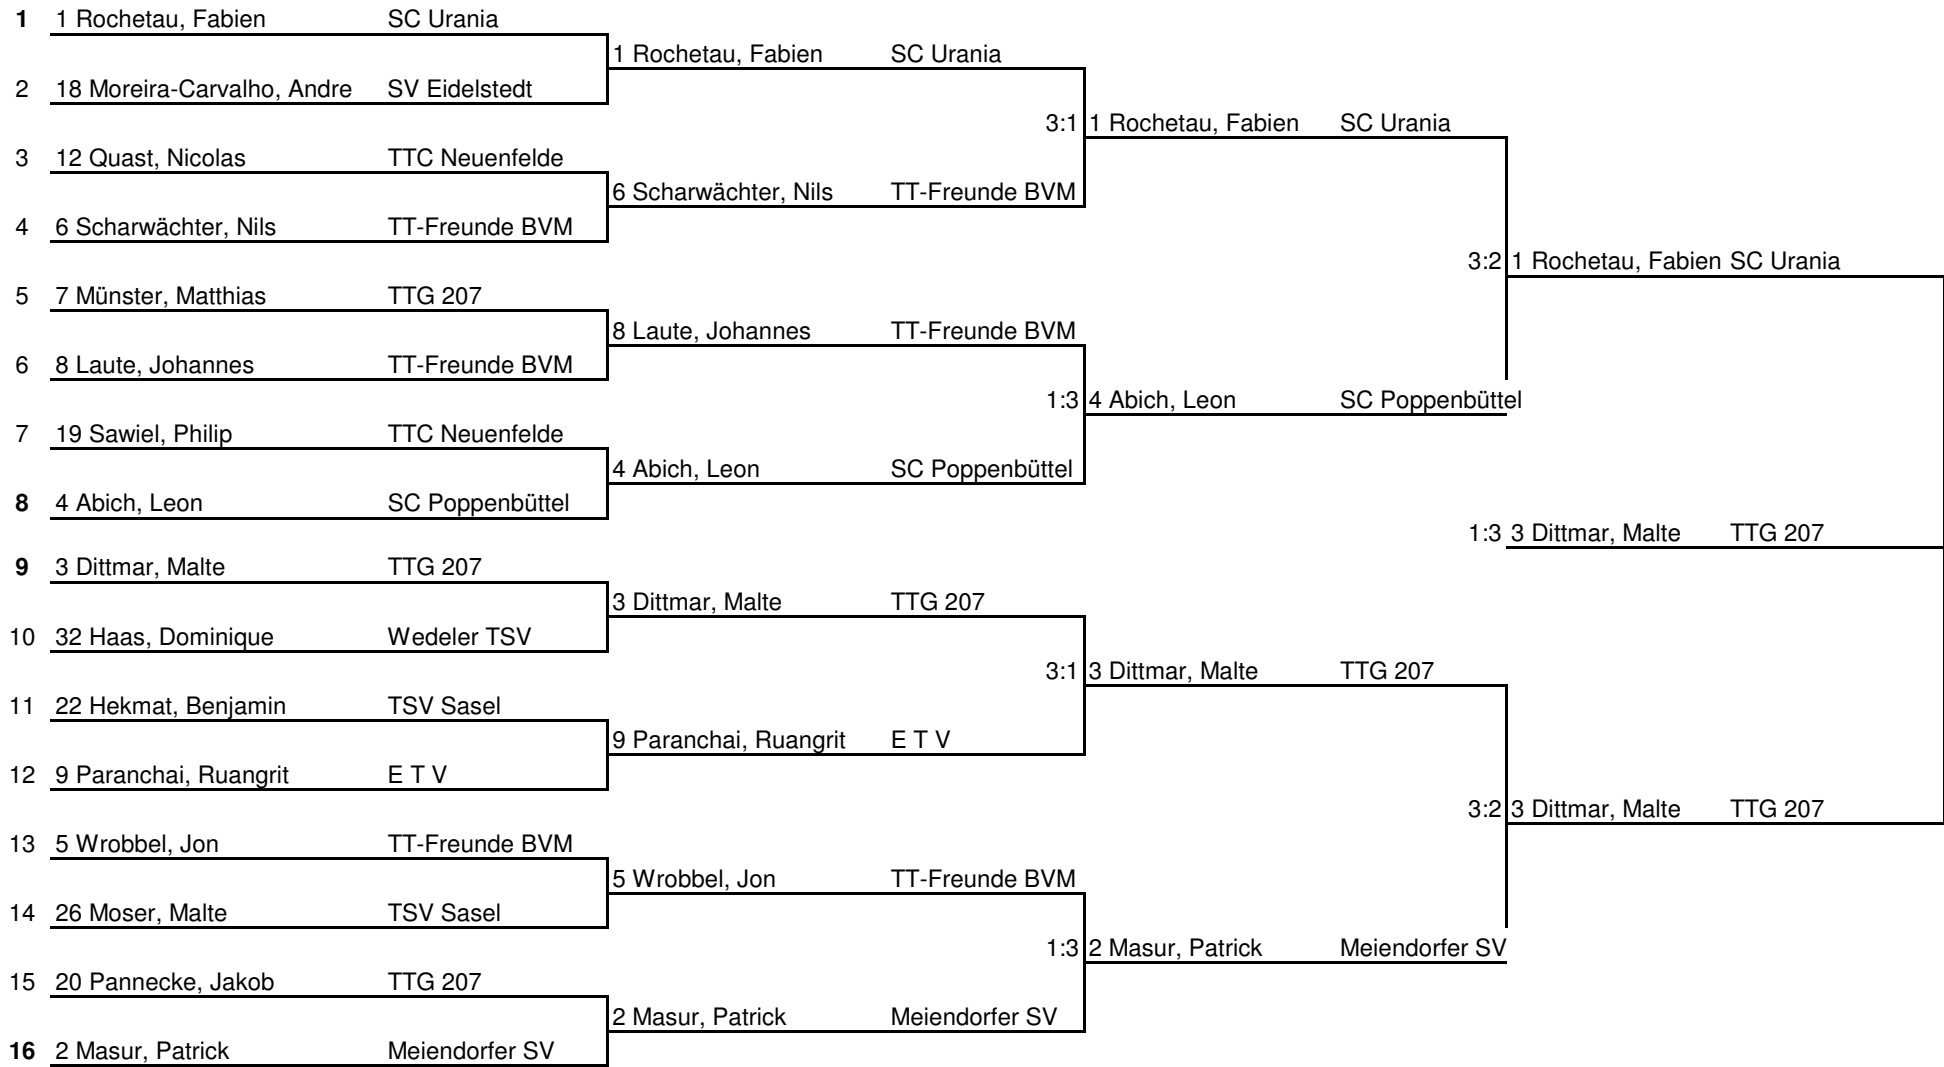 1 1 Rochetau, Fabien SC Urania
1 Rochetau, Fabien SC Urania
2 18 Moreira-Carvalho, Andre SV Eidelstedt
3:1 1 Rochetau, Fabien SC Urania
3 12 Quast, Nicolas TTC Neuenfelde
6 Scharwächter, Nils TT-Freunde BVM
4 6 Scharwächter, Nils TT-Freunde BVM
3:2 1 Rochetau, Fabien SC Urania
5 7 Münster, Matthias TTG 207
8 Laute, Johannes TT-Freunde BVM
6 8 Laute, Johannes TT-Freunde BVM
1:3 4 Abich, Leon SC Poppenbüttel
7 19 Sawiel, Philip TTC Neuenfelde
4 Abich, Leon SC Poppenbüttel
8 4 Abich, Leon SC Poppenbüttel
1:3 3 Dittmar, Malte TTG 207
9 3 Dittmar, Malte TTG 207
3 Dittmar, Malte TTG 207
10 32 Haas, Dominique Wedeler TSV
3:1 3 Dittmar, Malte TTG 207
11 22 Hekmat, Benjamin TSV Sasel
9 Paranchai, Ruangrit E T V
12 9 Paranchai, Ruangrit E T V
3:2 3 Dittmar, Malte TTG 207
13 5 Wrobbel, Jon TT-Freunde BVM
5 Wrobbel, Jon TT-Freunde BVM
14 26 Moser, Malte TSV Sasel
1:3 2 Masur, Patrick Meiendorfer SV
15 20 Pannecke, Jakob TTG 207
2 Masur, Patrick Meiendorfer SV
16 2 Masur, Patrick Meiendorfer SV